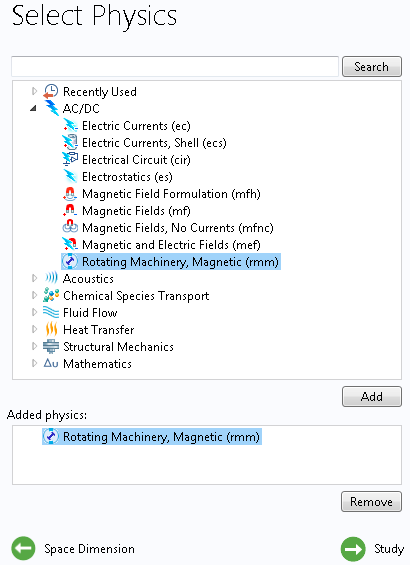 Select Physics
Search
Recently Used
AC/DC
Electric Currents (ec)
Electric Currents, Shell (ecs)
Electrical Circuit (cir)
Electrostatics (es)
Magnetic Field Formulation (mfh)
Magnetic Fields (mf)
Magnetic Fields, No Currents (mfnc)
Magnetic and Electric Fields (mef)
Rotating Machinery, Magnetic (rmm)
Acoustics
Chemical Species Transport
Fluid Flow
Heat Transfer
Structural Mechanics
Δu Mathematics
Add
Added physics:
Rotating Machinery, Magnetic (rmm)
Remove
Space Dimension Study